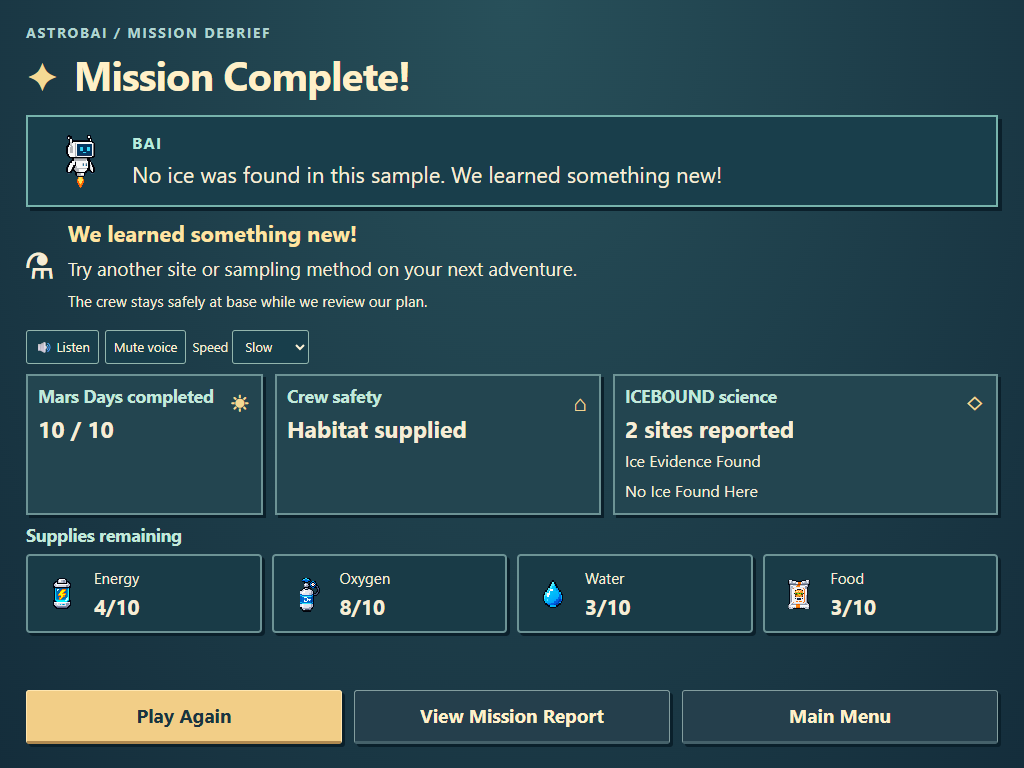 ASTROBAI / MISSION DEBRIEF
Mission Complete!
BAI
No ice was found in this sample. We learned something new!
We learned something new!
Try another site or sampling method on your next adventure.
The crew stays safely at base while we review our plan.
Listen
Mute voice
Speed
Slow
Mars Days completed
10 / 10
Crew safety
Habitat supplied
ICEBOUND science
2 sites reported
Ice Evidence Found
No Ice Found Here
Supplies remaining
Energy
4/10
Oxygen
8/10
Water
3/10
Food
3/10
Play Again
View Mission Report
Main Menu